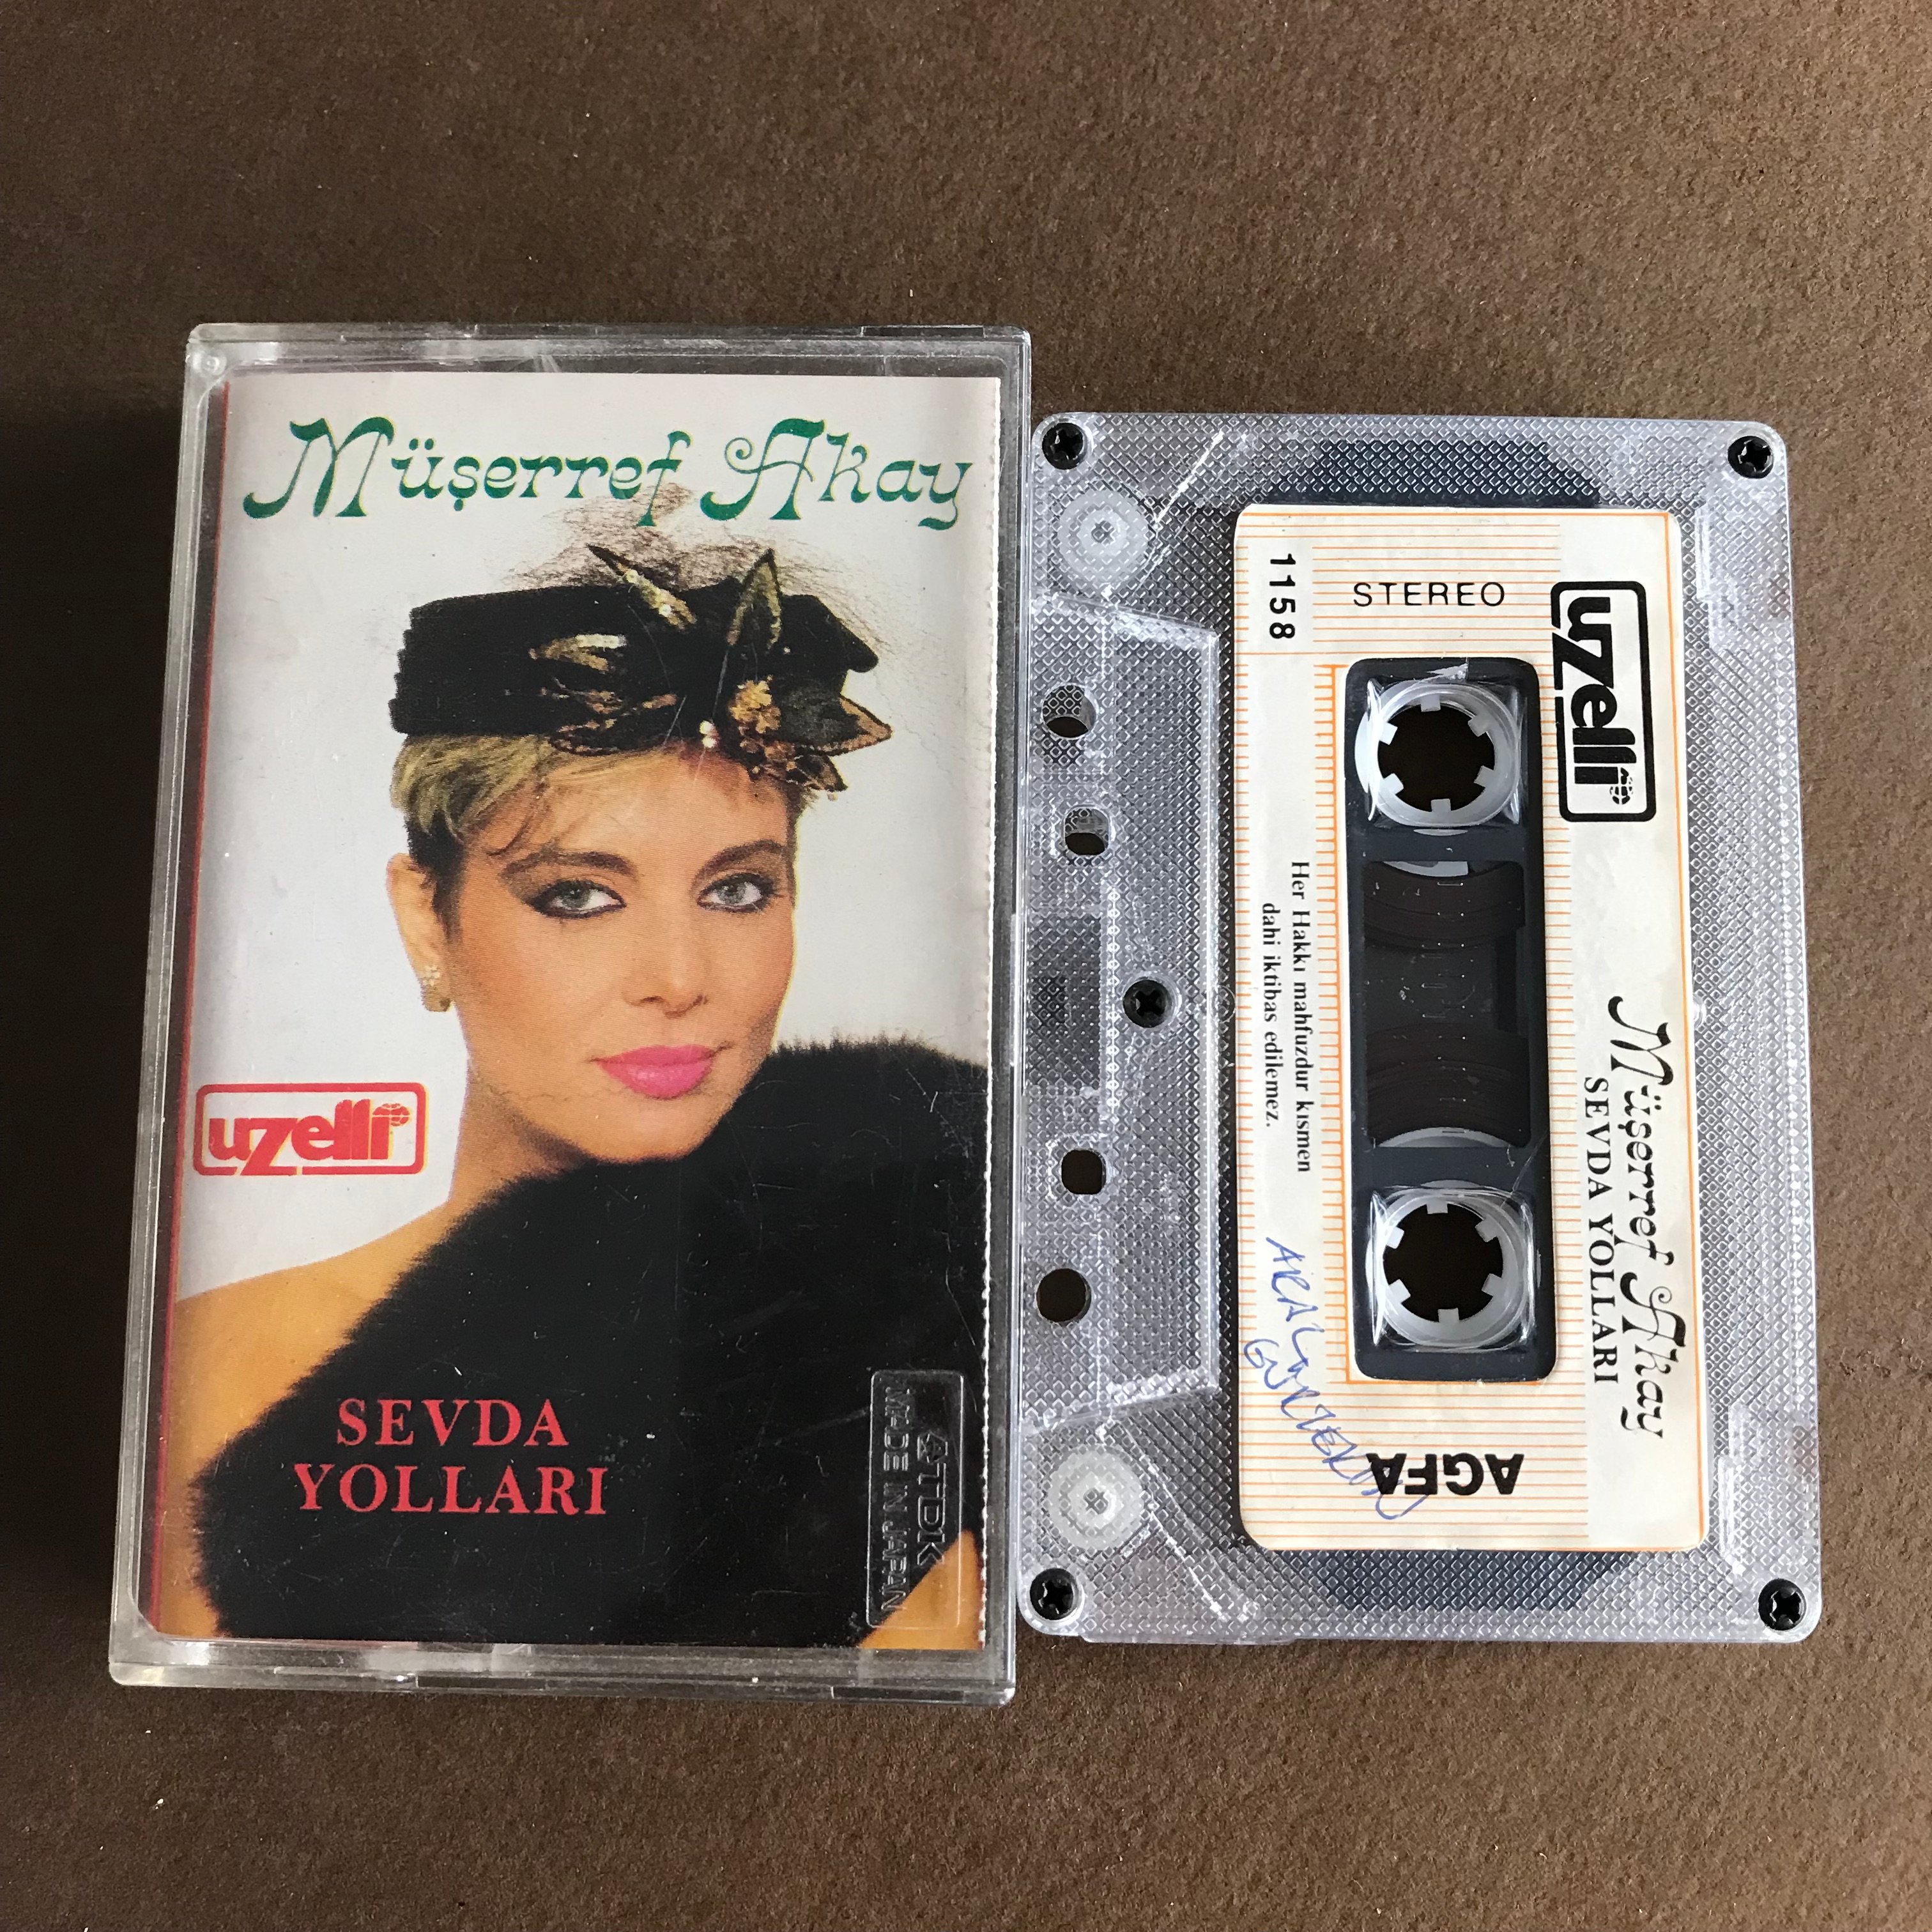 Müşerref Akay
uzelli
SEVDA
YOLLARI
TDK
MADE IN JAPAN
1158
STEREO
uzelli
Müşerref Akay
SEVDA YOLLARI
Her Hakkı mahfuzdur kısmen
dahi iktibas edilemez.
AGFA